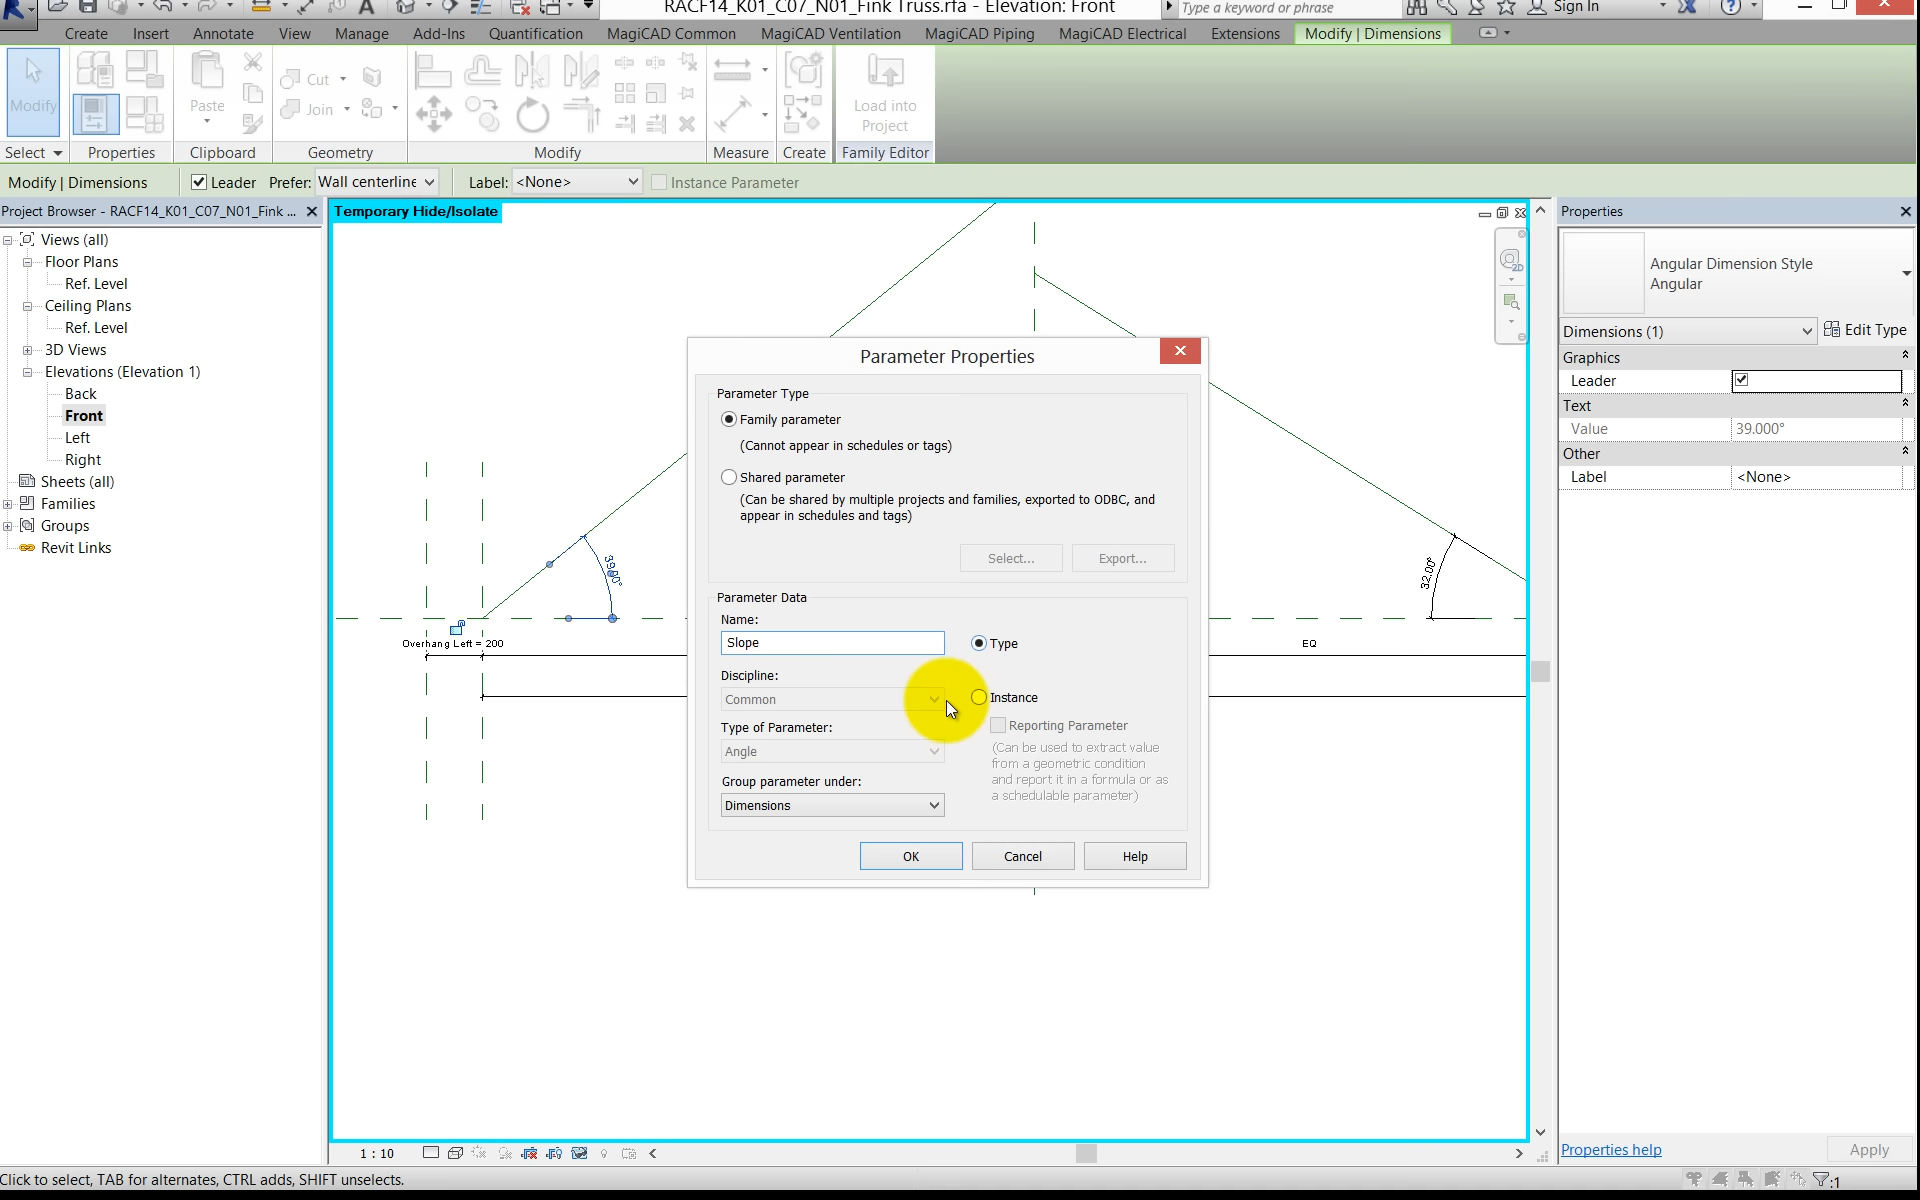 RACF14_K01_C07_N01_Fink Truss.rfa - Elevation: Front
Type a keyword or phrase
Sign In
Create Insert Annotate View Manage Add-Ins Quantification MagiCAD Common MagiCAD Ventilation MagiCAD Piping MagiCAD Electrical Extensions Modify | Dimensions
Modify
Paste
Cut
Join
Load into
Project
Select Properties Clipboard Geometry Modify Measure Create Family Editor
Modify | Dimensions Leader Prefer: Wall centerline Label: <None> Instance Parameter
Project Browser - RACF14_K01_C07_N01_Fink ...
Views (all)
Floor Plans
Ref. Level
Ceiling Plans
Ref. Level
3D Views
Elevations (Elevation 1)
Back
Front
Left
Right
Sheets (all)
Families
Groups
Revit Links
Temporary Hide/Isolate
2D
39.00°
32.00°
Overhang Left = 200
EQ
Parameter Properties
Parameter Type
Family parameter
(Cannot appear in schedules or tags)
Shared parameter
(Can be shared by multiple projects and families, exported to ODBC, and
appear in schedules and tags)
Select...
Export...
Parameter Data
Name:
Slope
Type
Discipline:
Common
Instance
Type of Parameter:
Reporting Parameter
Angle
(Can be used to extract value
from a geometric condition
and report it in a formula or as
a schedulable parameter)
Group parameter under:
Dimensions
OK
Cancel
Help
Properties
Angular Dimension Style
Angular
Dimensions (1)
Edit Type
Graphics
Leader
Text
Value 39.000°
Other
Label <None>
Properties help
Apply
1 : 10
Click to select, TAB for alternates, CTRL adds, SHIFT unselects.
:1